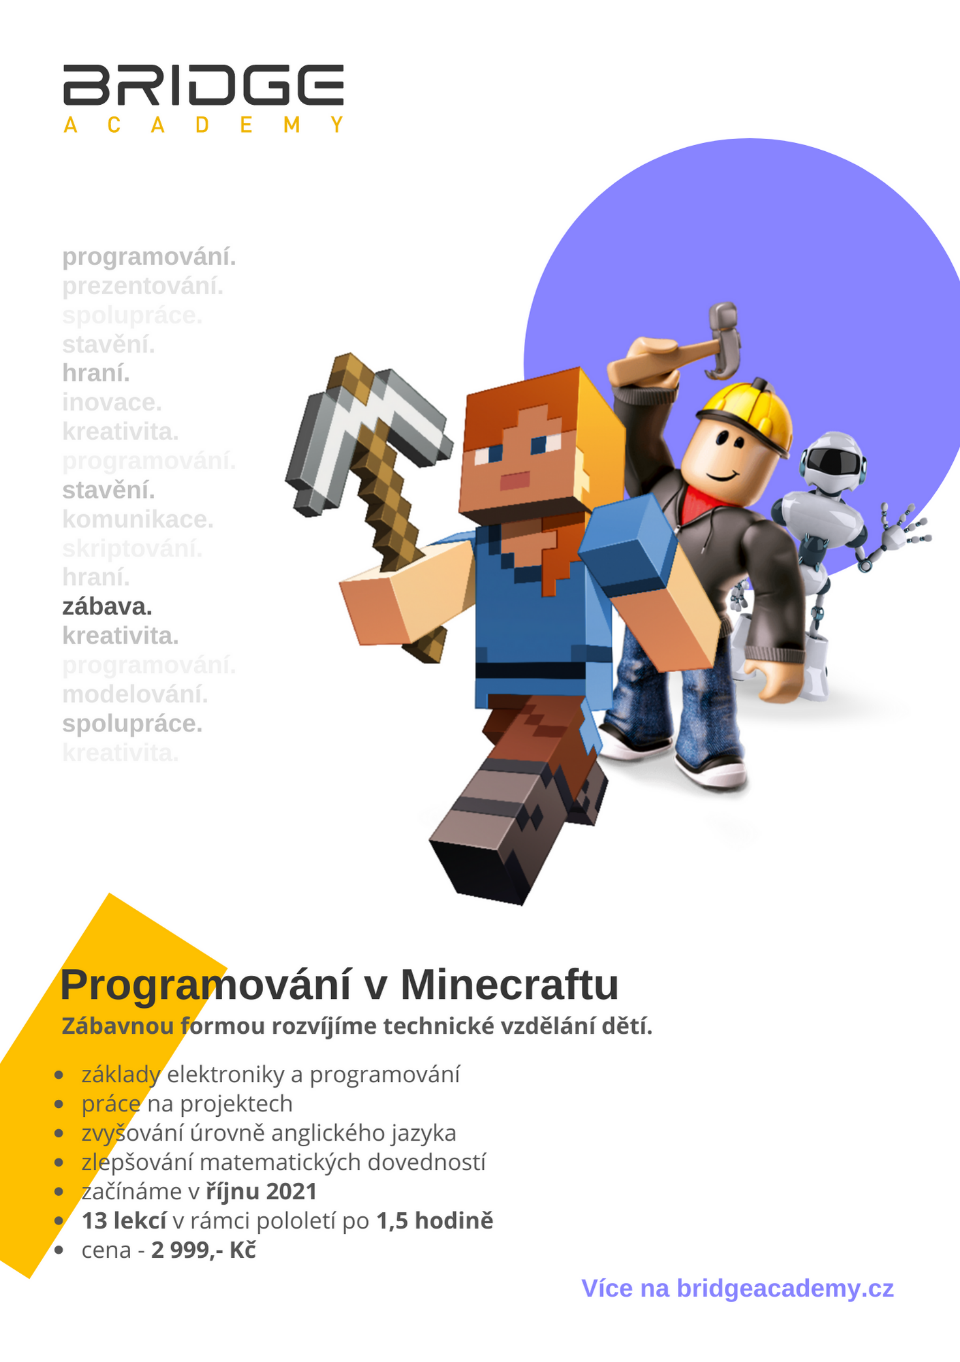 BRIDGE
ACADEMY
programování.
prezentování.
spolupráce.
stavění.
hraní.
inovace.
kreativita.
programování.
stavění.
komunikace.
skriptování.
hraní.
zábava.
kreativita.
programování.
modelování.
spolupráce.
kreativita.
Programování v Minecraftu
Zábavnou formou rozvíjíme technické vzdělání dětí.
• základy elektroniky a programování
• práce na projektech
• zvyšování úrovně anglického jazyka
• zlepšování matematických dovedností
• začínáme v říjnu 2021
• 13 lekcí v rámci pololetí po 1,5 hodině
• cena - 2 999,- Kč
Více na bridgeacademy.cz